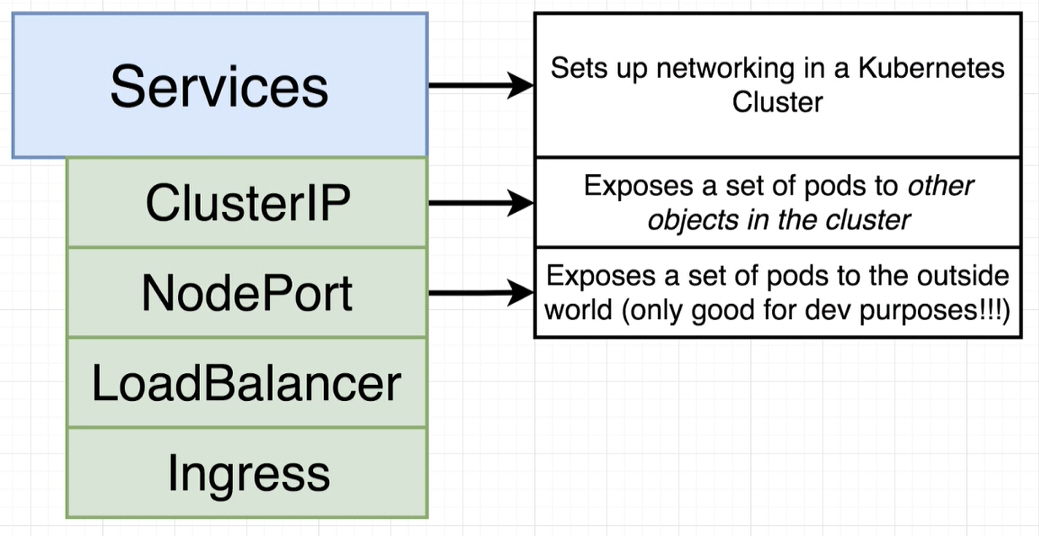 Services
Sets up networking in a Kubernetes
Cluster
ClusterIP
Exposes a set of pods to other
objects in the cluster
NodePort
Exposes a set of pods to the outside
world (only good for dev purposes!!!)
LoadBalancer
Ingress